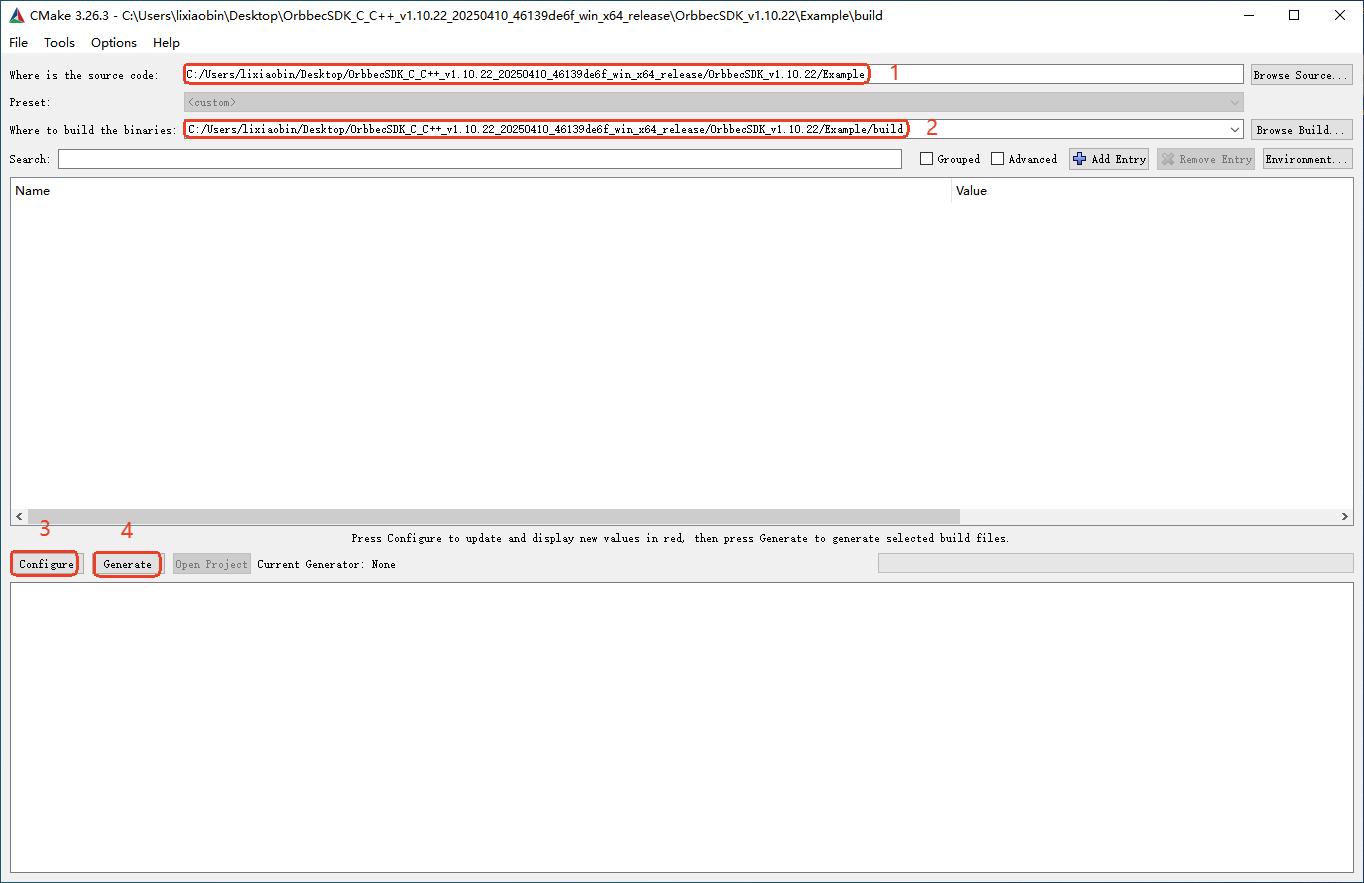 CMake 3.26.3 - C:\Users\lixiaobin\Desktop\OrbbecSDK_C_C++_v1.10.22_20250410_46139de6f_win_x64_release\OrbbecSDK_v1.10.22\Example\build
File Tools Options Help
Where is the source code: C:/Users/lixiaobin/Desktop/OrbbecSDK_C_C++_v1.10.22_20250410_46139de6f_win_x64_release/OrbbecSDK_v1.10.22/Example 1 Browse Source...
Preset: <custom>
Where to build the binaries: C:/Users/lixiaobin/Desktop/OrbbecSDK_C_C++_v1.10.22_20250410_46139de6f_win_x64_release/OrbbecSDK_v1.10.22/Example/build 2 Browse Build...
Search: Grouped Advanced Add Entry Remove Entry Environment...
Name Value
3 4
Press Configure to update and display new values in red, then press Generate to generate selected build files.
Configure Generate Open Project Current Generator: None